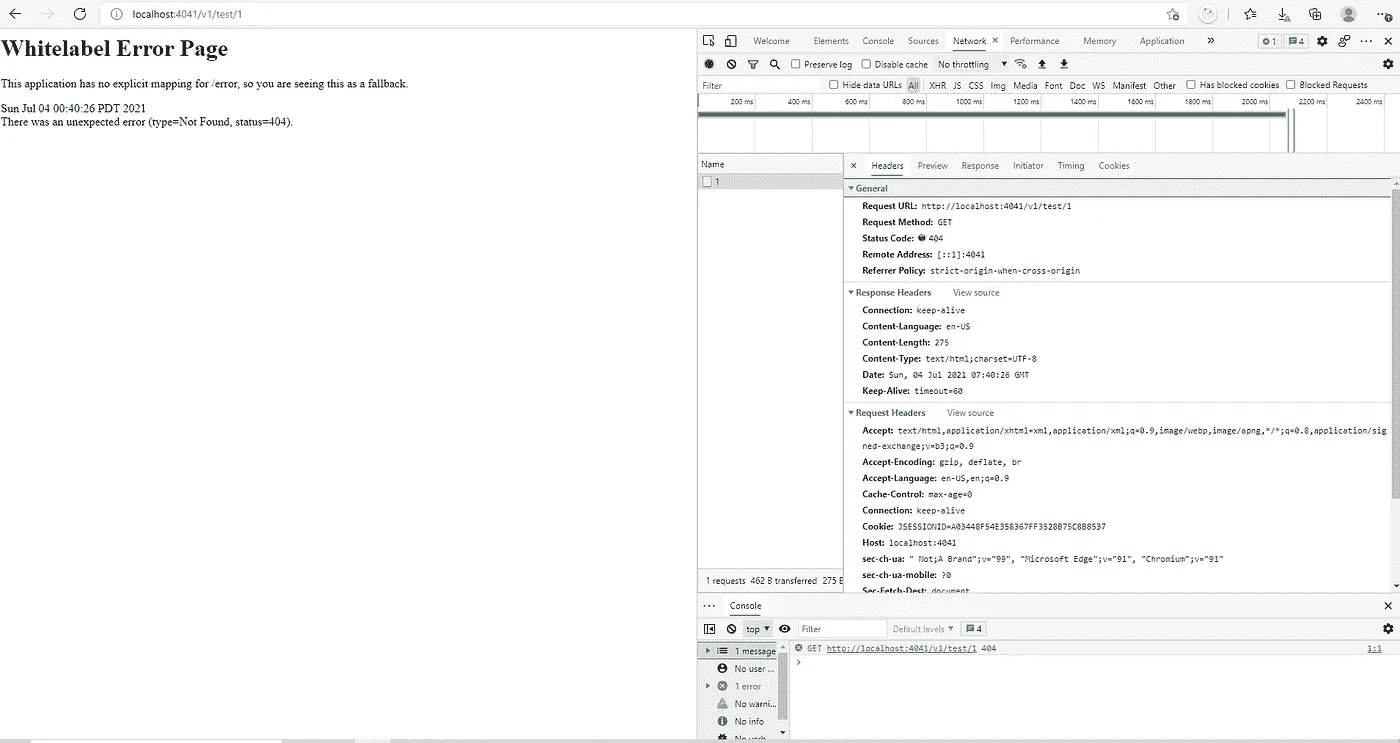 localhost:4041/v1/test/1
Whitelabel Error Page
This application has no explicit mapping for /error, so you are seeing this as a fallback.
Sun Jul 04 00:40:26 PDT 2021
There was an unexpected error (type=Not Found, status=404).
Welcome Elements Console Sources Network Performance Memory Application 1 4
Preserve log Disable cache No throttling
Filter Hide data URLs All XHR JS CSS Img Media Font Doc WS Manifest Other Has blocked cookies Blocked Requests
200 ms 400 ms 600 ms 800 ms 1000 ms 1200 ms 1400 ms 1600 ms 1800 ms 2000 ms 2200 ms 2400 ms
Name
1
Headers Preview Response Initiator Timing Cookies
General
Request URL: http://localhost:4041/v1/test/1
Request Method: GET
Status Code: 404
Remote Address: [::1]:4041
Referrer Policy: strict-origin-when-cross-origin
Response Headers View source
Connection: keep-alive
Content-Language: en-US
Content-Length: 275
Content-Type: text/html;charset=UTF-8
Date: Sun, 04 Jul 2021 07:40:26 GMT
Keep-Alive: timeout=60
Request Headers View source
Accept: text/html,application/xhtml+xml,application/xml;q=0.9,image/webp,image/apng,*/*;q=0.8,application/sig
ned-exchange;v=b3;q=0.9
Accept-Encoding: gzip, deflate, br
Accept-Language: en-US,en;q=0.9
Cache-Control: max-age=0
Connection: keep-alive
Cookie: JSESSIONID=A03448F54E358367FF3528B75C8B8537
Host: localhost:4041
sec-ch-ua: " Not;A Brand";v="99", "Microsoft Edge";v="91", "Chromium";v="91"
sec-ch-ua-mobile: ?0
Sec-Fetch-Dest: document
1 requests 462 B transferred 275 B
Console
top Filter Default levels 4
1 message
GET http://localhost:4041/v1/test/1 404 1:1
No user ...
1 error
No warni...
No info
No verb